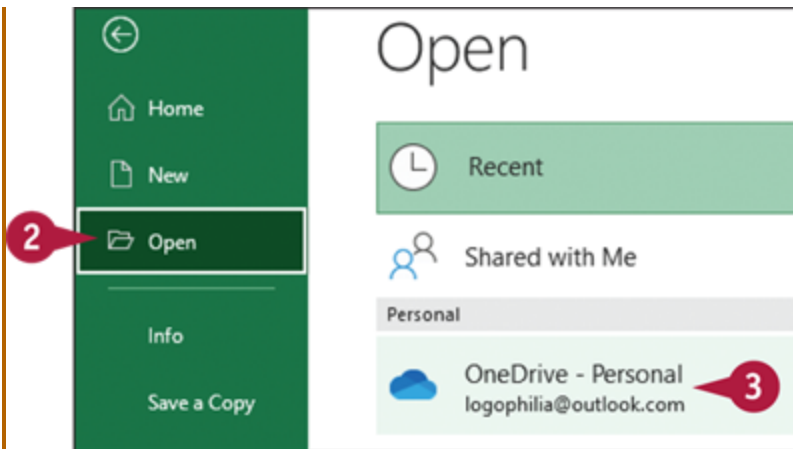 Open
Home
New
2
Open
Info
Save a Copy
Recent
Shared with Me
Personal
OneDrive - Personal
logophilia@outlook.com
3